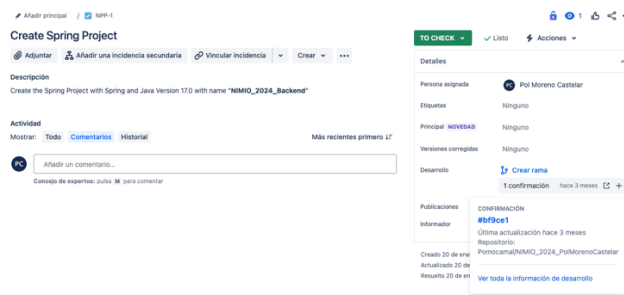 Añadir principal / NPP-1
1
Create Spring Project
Adjuntar Añadir una incidencia secundaria Vincular incidencia Crear
Descripción
Create the Spring Project with Spring and Java Version 17.0 with name "NIMIO_2024_Backend"
Actividad
Mostrar: Todo Comentarios Historial Más recientes primero
PC Añadir un comentario...
Consejo de expertos: pulsa M para comentar
TO CHECK Listo Acciones
Detalles
Persona asignada PC Pol Moreno Castelar
Etiquetas Ninguno
Principal NOVEDAD Ninguno
Versiones corregidas Ninguno
Desarrollo Crear rama
1 confirmación hace 3 meses
Publicaciones
Informador
Creado 20 de ene
Actualizado 20 de
Resuelto 20 de en
CONFIRMACIÓN
#bf9ce1
Última actualización hace 3 meses
Repositorio:
Pomocamal/NIMIO_2024_PolMorenoCastelar
Ver toda la información de desarrollo